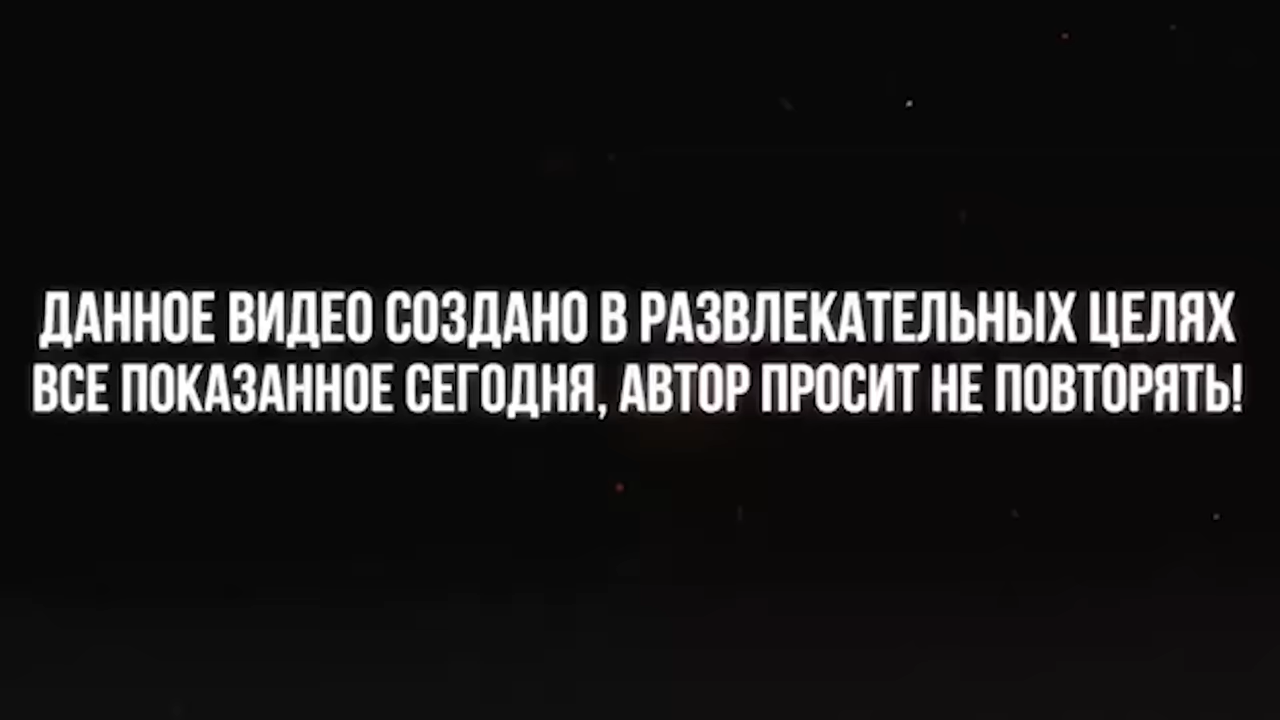 ДАННОЕ ВИДЕО СОЗДАНО В РАЗВЛЕКАТЕЛЬНЫХ ЦЕЛЯХ
ВСЕ ПОКАЗАННОЕ СЕГОДНЯ, АВТОР ПРОСИТ НЕ ПОВТОРЯТЬ!